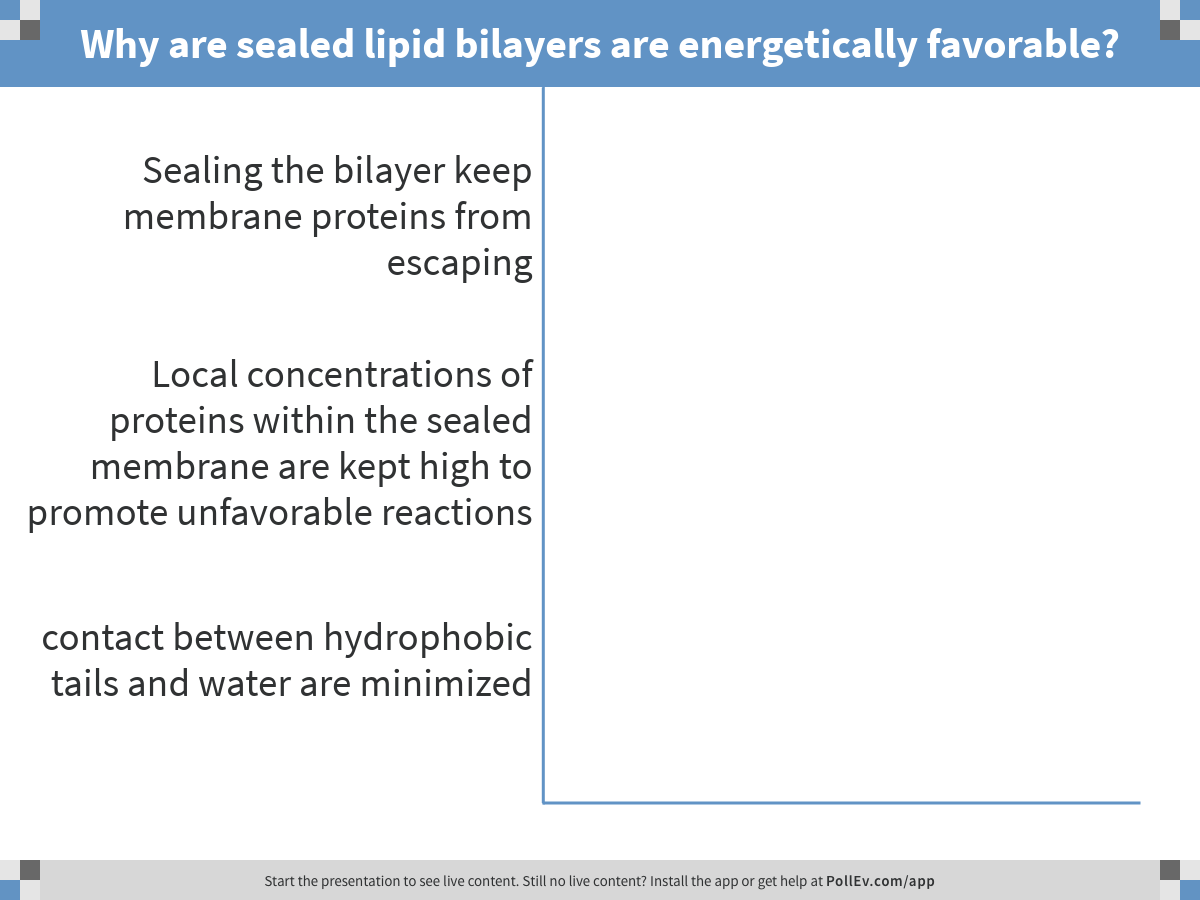 Why are sealed lipid bilayers are energetically favorable?
Sealing the bilayer keep
membrane proteins from
escaping
Local concentrations of
proteins within the sealed
membrane are kept high to
promote unfavorable reactions
contact between hydrophobic
tails and water are minimized
Start the presentation to see live content. Still no live content? Install the app or get help at PollEv.com/app